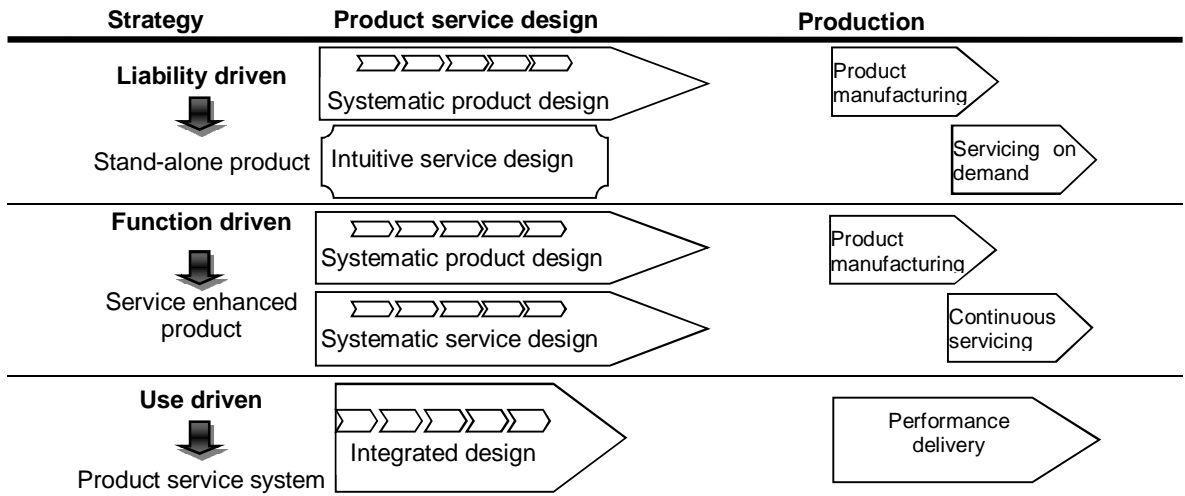 Strategy Product service design Production
Liability driven
Stand-alone product
Systematic product design
Intuitive service design
Product
manufacturing
Servicing on
demand
Function driven
Service enhanced
product
Systematic product design
Systematic service design
Product
manufacturing
Continuous
servicing
Use driven
Product service system
Integrated design
Performance
delivery